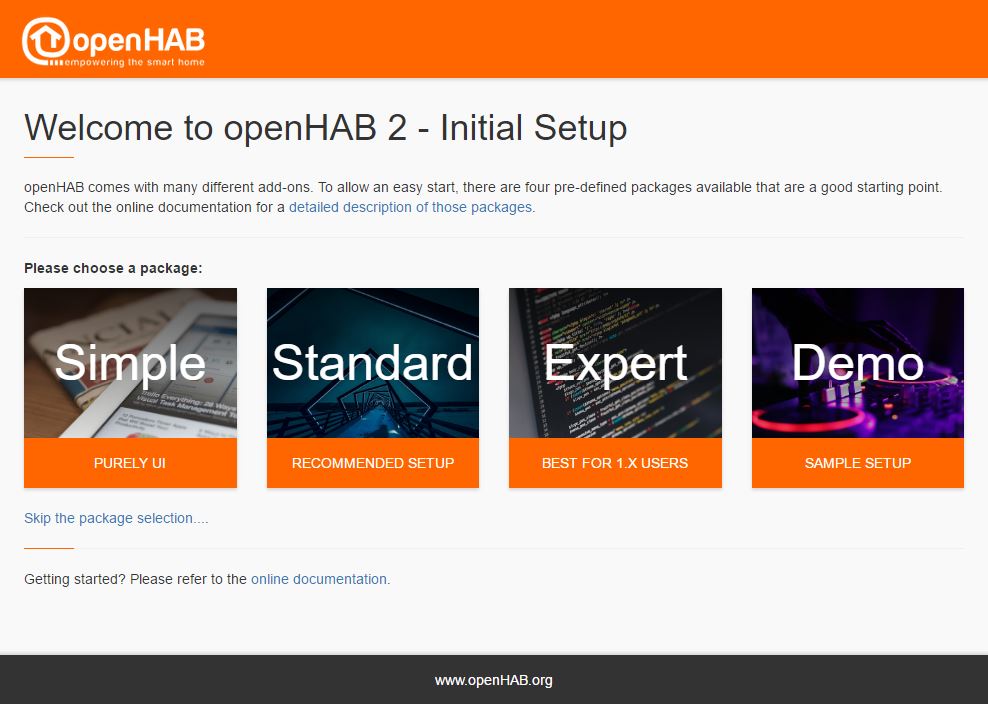 openHAB
empowering the smart home
Welcome to openHAB 2 - Initial Setup
openHAB comes with many different add-ons. To allow an easy start, there are four pre-defined packages available that are a good starting point.
Check out the online documentation for a detailed description of those packages.
Please choose a package:
Simple
PURELY UI
Standard
RECOMMENDED SETUP
Expert
BEST FOR 1.X USERS
Demo
SAMPLE SETUP
Skip the package selection....
Getting started? Please refer to the online documentation.
www.openHAB.org